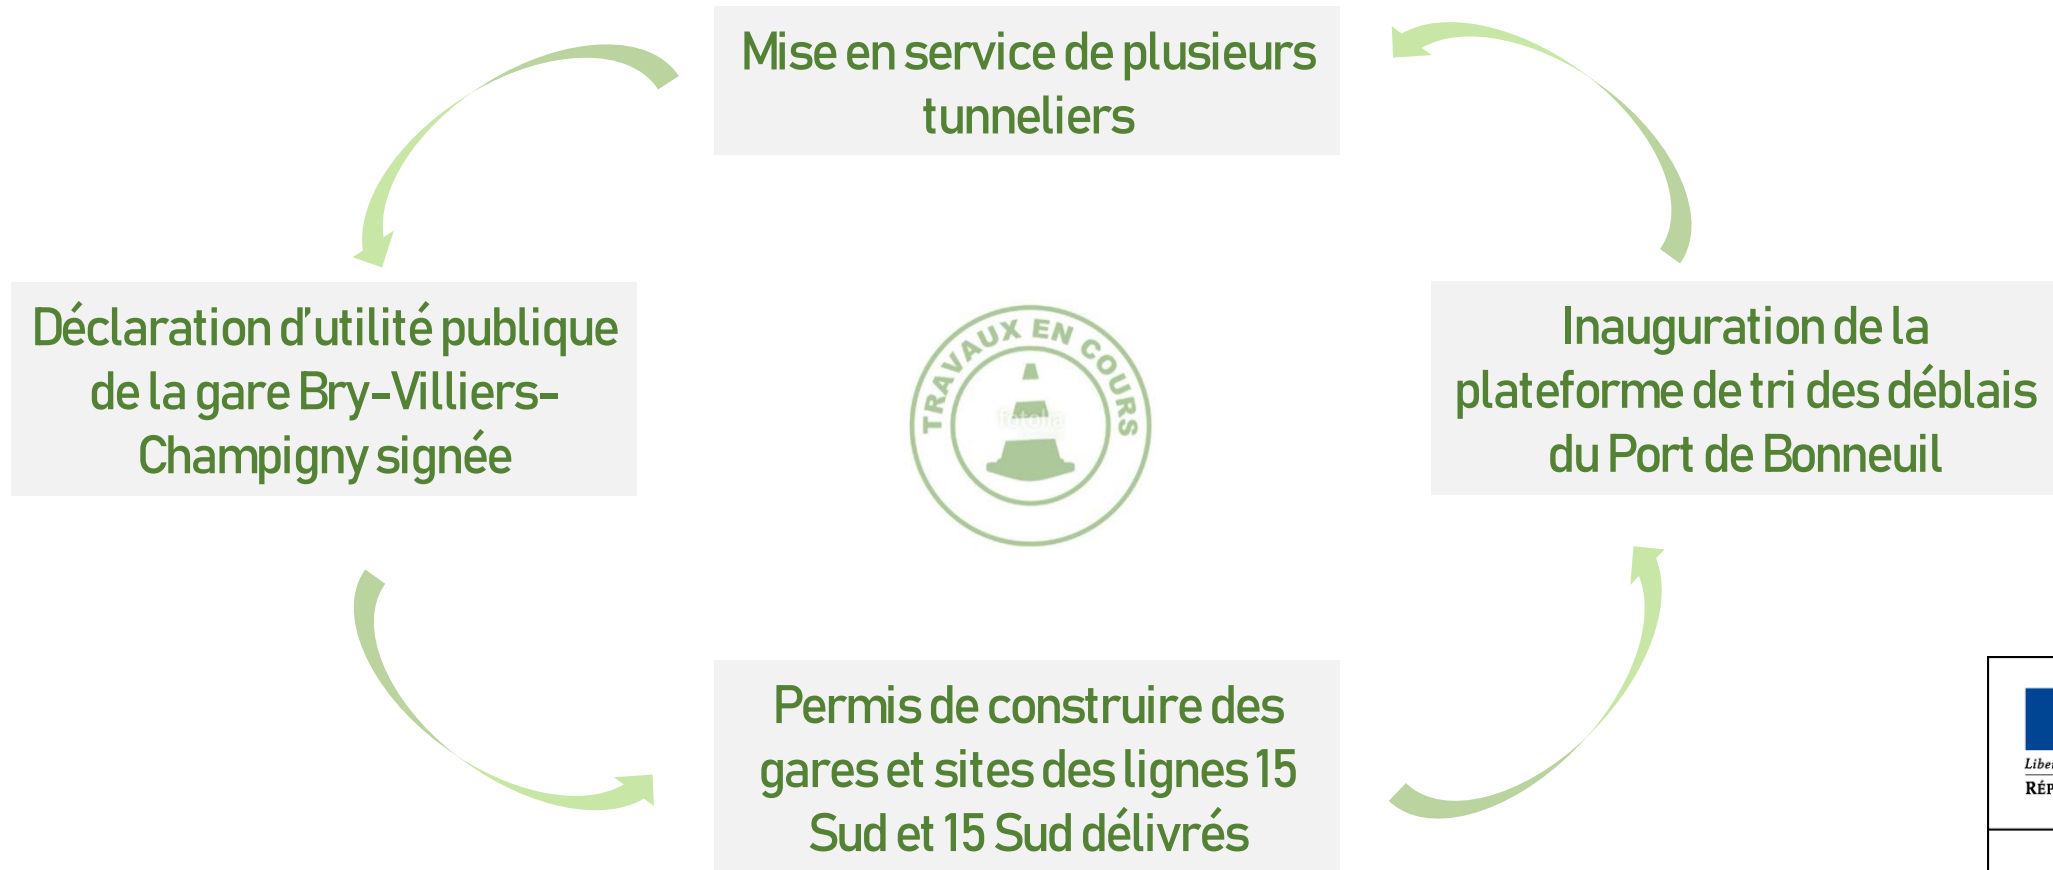 Mise en service de plusieurs
tunneliers
Déclaration d'utilité publique
de la gare Bry-Villiers-
Champigny signée
TRAVAUX EN COURS
fotolia
Inauguration de la
plateforme de tri des déblais
du Port de Bonneuil
Permis de construire des
gares et sites des lignes 15
Sud et 15 Sud délivrés